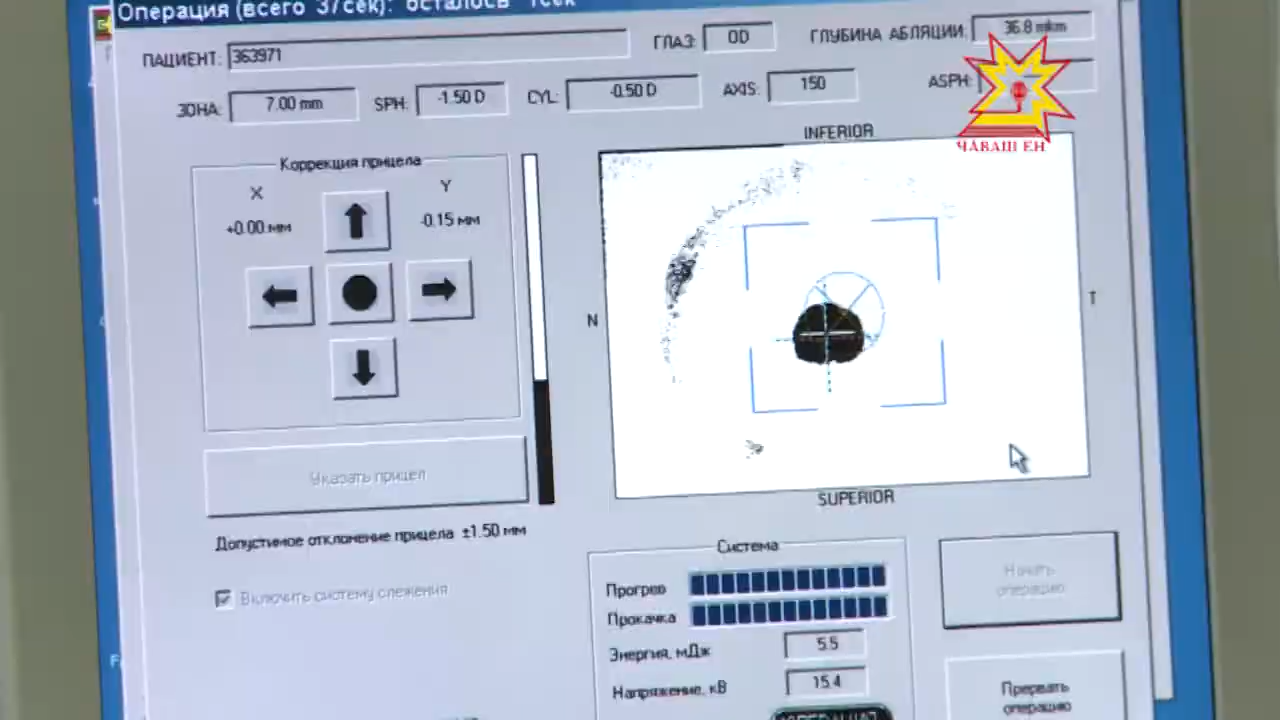 Операция (всего 37сек): осталось 1сек
ПАЦИЕНТ: 363971 ГЛАЗ: OD ГЛУБИНА АБЛЯЦИИ: 36.8 mkm
ЗОНА: 7.00 mm SPH: -1.50 D CYL: -0.50 D AXIS: 150 ASPH:
ЧӐВАШ ЕН
Коррекция прицела
X Y
+0.00 мм -0.15 мм
INFERIOR
N T
SUPERIOR
Указать прицел
Допустимое отклонение прицела ±1.50 мм
Включить систему слежения
Система
Прогрев
Прокачка
Энергия, мДж 5.5
Напряжение, кВ 15.4
Начать
операцию
Прервать
операцию